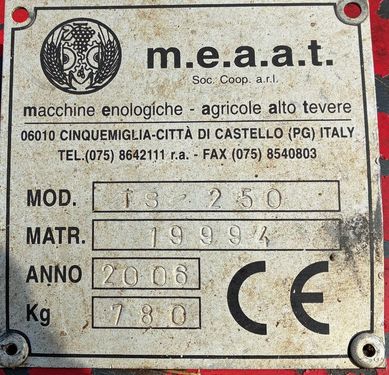 m.e.a.a.t.
Soc. Coop. a.r.l.
macchine enologiche - agricole alto tevere
06010 CINQUEMIGLIA-CITTÀ DI CASTELLO (PG) ITALY
TEL.(075) 8642111 r.a. - FAX (075) 8540803
MOD. TS-250
MATR. 19994
ANNO 2006
Kg 780
CE